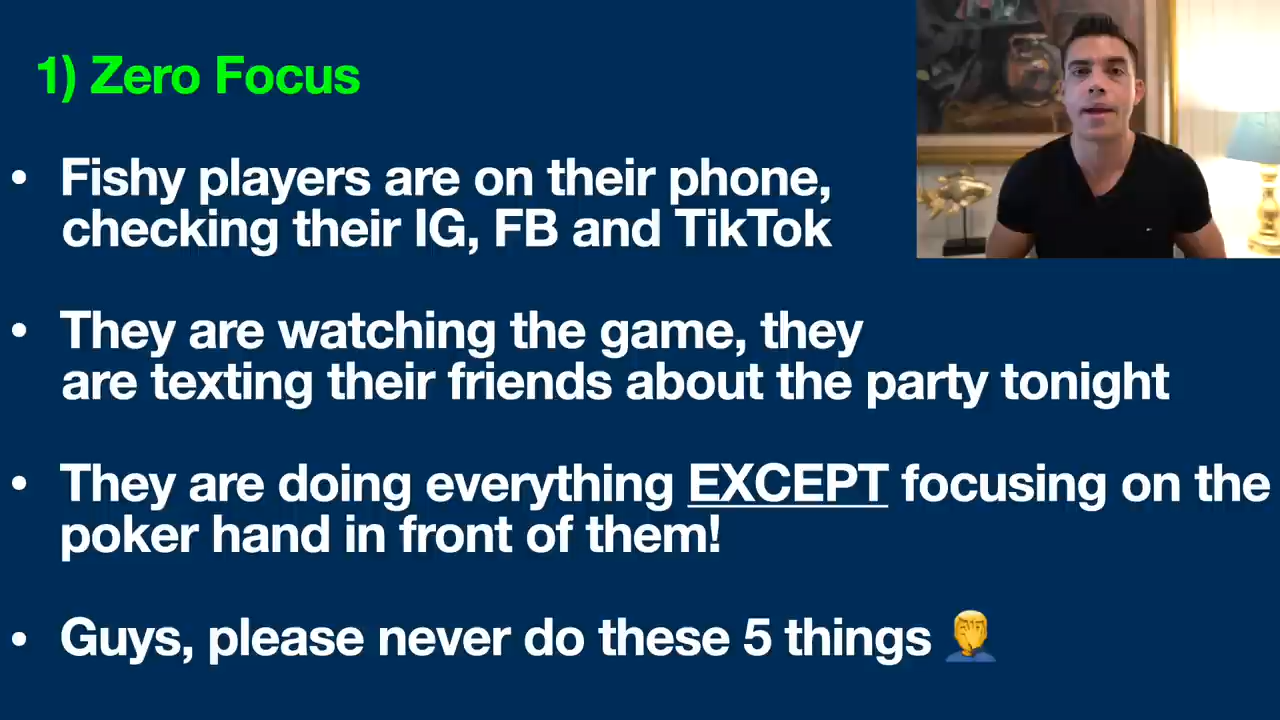 1) Zero Focus
• Fishy players are on their phone,
checking their IG, FB and TikTok
• They are watching the game, they
are texting their friends about the party tonight
• They are doing everything EXCEPT focusing on the
poker hand in front of them!
• Guys, please never do these 5 things 🤦‍♂️